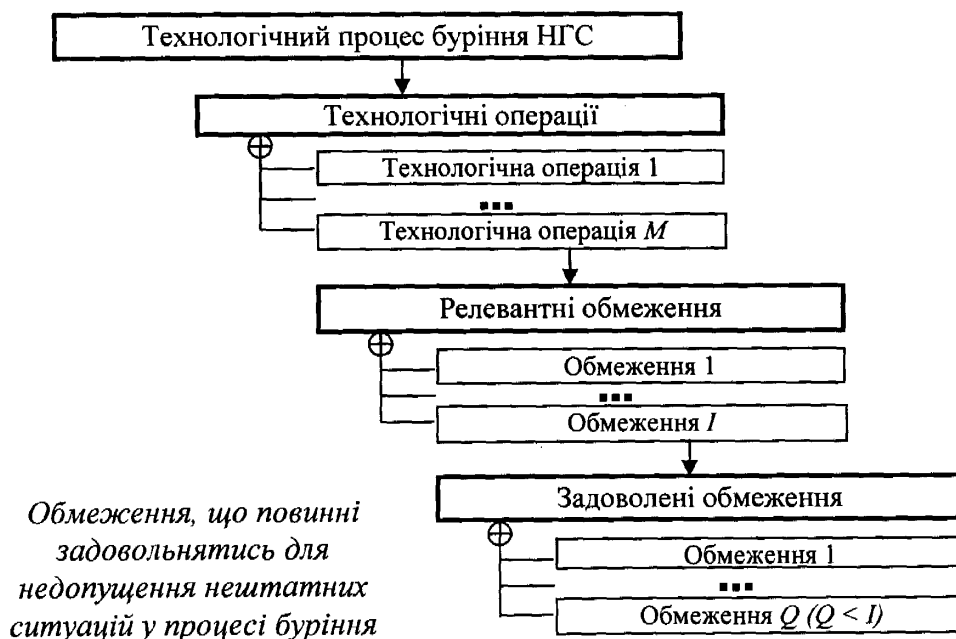 Технологічний процес буріння НГС
Технологічні операції
Технологічна операція 1
...
Технологічна операція M
Релевантні обмеження
Обмеження 1
...
Обмеження I
Задоволені обмеження
Обмеження 1
...
Обмеження Q (Q < I)
Обмеження, що повинні
задовольнятись для
недопущення нештатних
ситуацій у процесі буріння